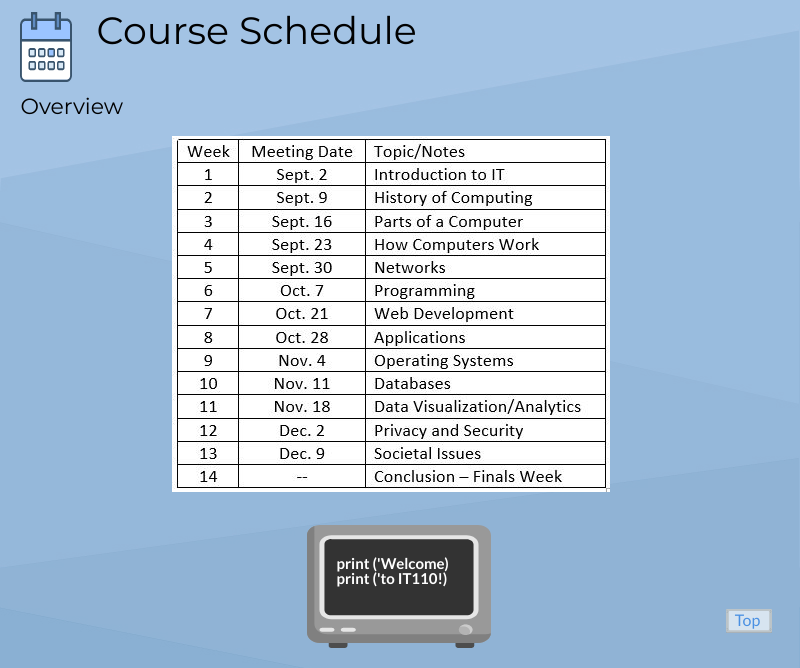 Course Schedule
Overview
Week Meeting Date Topic/Notes
1 Sept. 2 Introduction to IT
2 Sept. 9 History of Computing
3 Sept. 16 Parts of a Computer
4 Sept. 23 How Computers Work
5 Sept. 30 Networks
6 Oct. 7 Programming
7 Oct. 21 Web Development
8 Oct. 28 Applications
9 Nov. 4 Operating Systems
10 Nov. 11 Databases
11 Nov. 18 Data Visualization/Analytics
12 Dec. 2 Privacy and Security
13 Dec. 9 Societal Issues
14 -- Conclusion – Finals Week
print ('Welcome)
print ('to IT110!)
Top